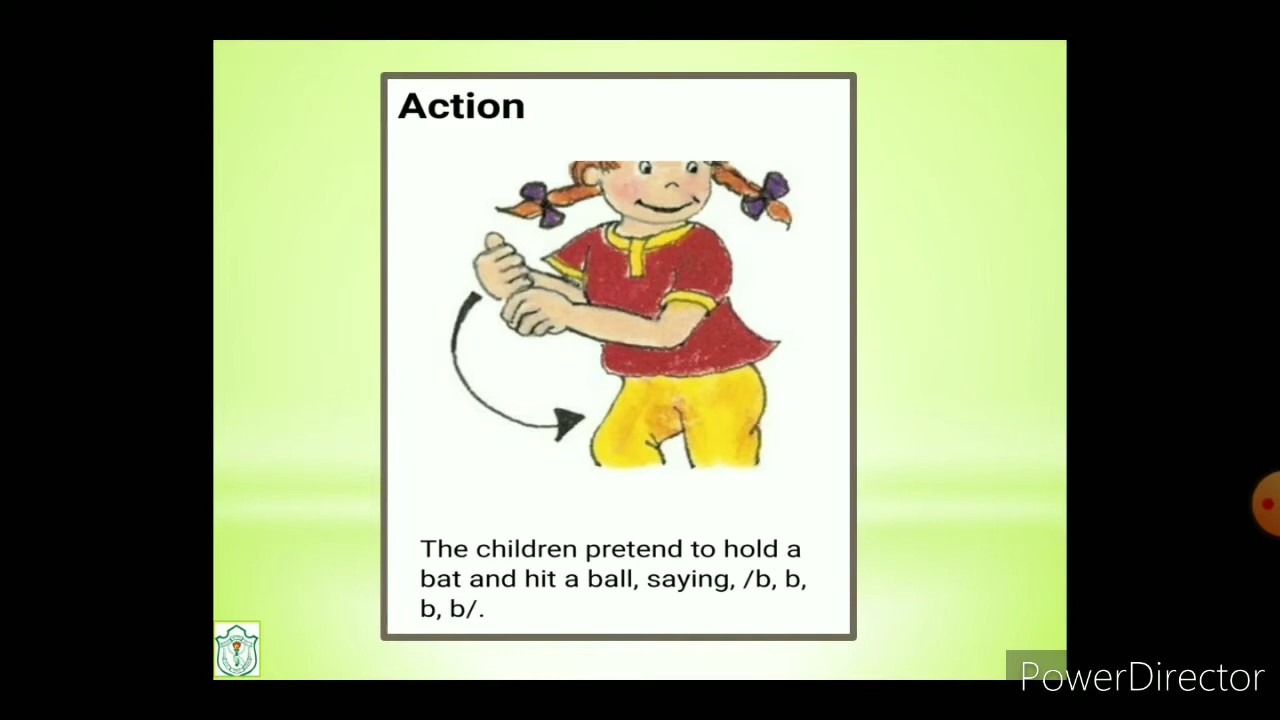 Action
The children pretend to hold a
bat and hit a ball, saying, /b, b,
b, b/.
PowerDirector